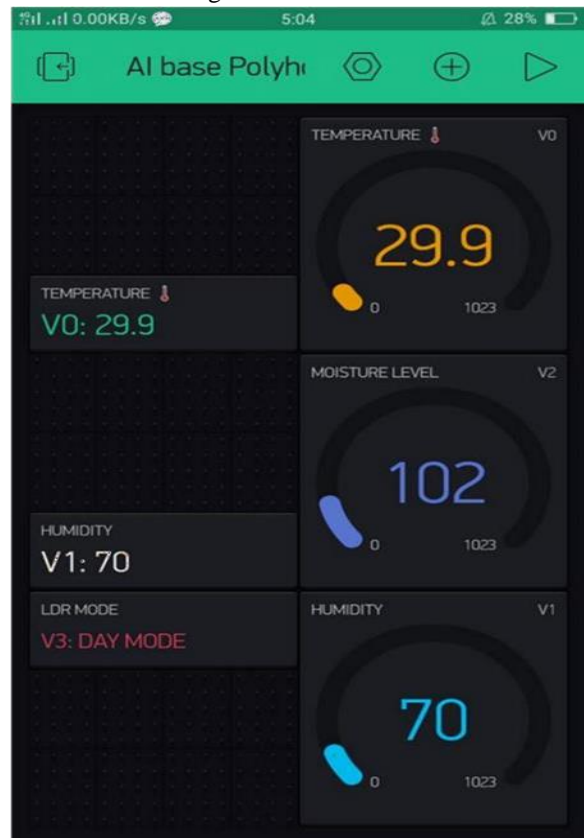 0.00KB/s 5:04 28%
AI base Polyh
TEMPERATURE V0
29.9
0 1023
TEMPERATURE
V0: 29.9
MOISTURE LEVEL V2
102
0 1023
HUMIDITY
V1: 70
LDR MODE
V3: DAY MODE
HUMIDITY V1
70
0 1023